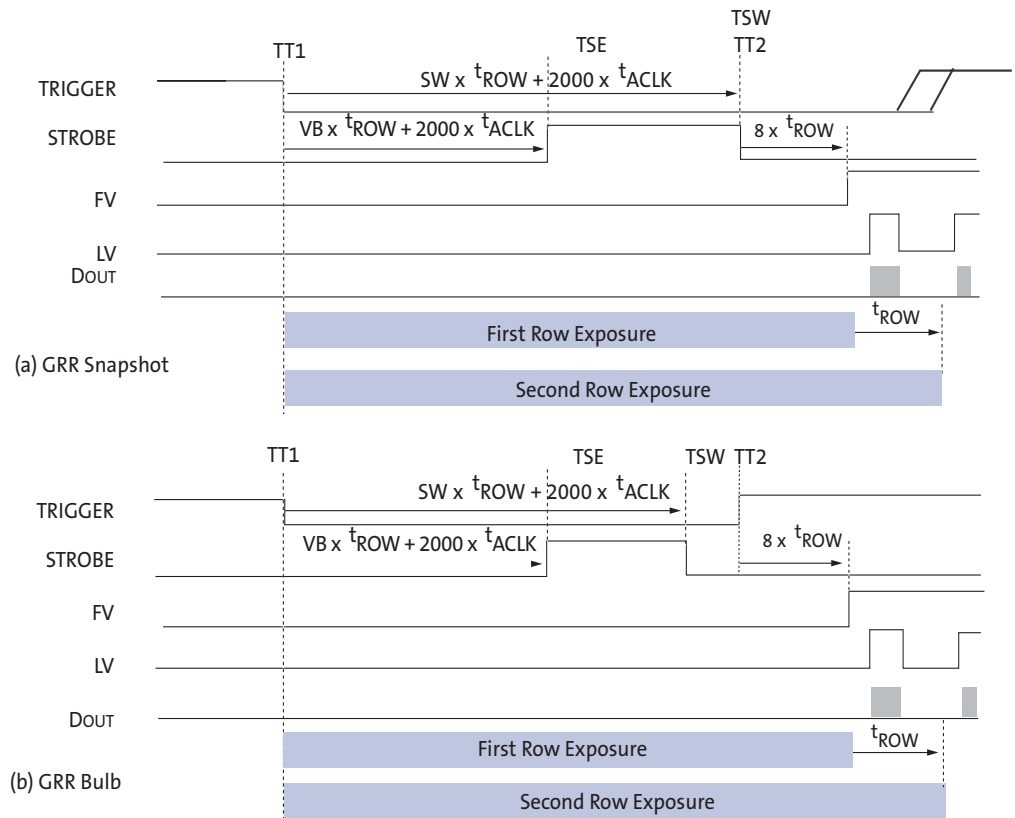 TSW
TT1 TSE TT2
TRIGGER SW x tROW + 2000 x tACLK
STROBE VB x tROW + 2000 x tACLK 8 x tROW
FV
LV
DOUT
First Row Exposure tROW
(a) GRR Snapshot
Second Row Exposure
TT1 TSE TSW TT2
SW x tROW + 2000 x tACLK
TRIGGER
VB x tROW + 2000 x tACLK 8 x tROW
STROBE
FV
LV
DOUT
First Row Exposure tROW
(b) GRR Bulb
Second Row Exposure